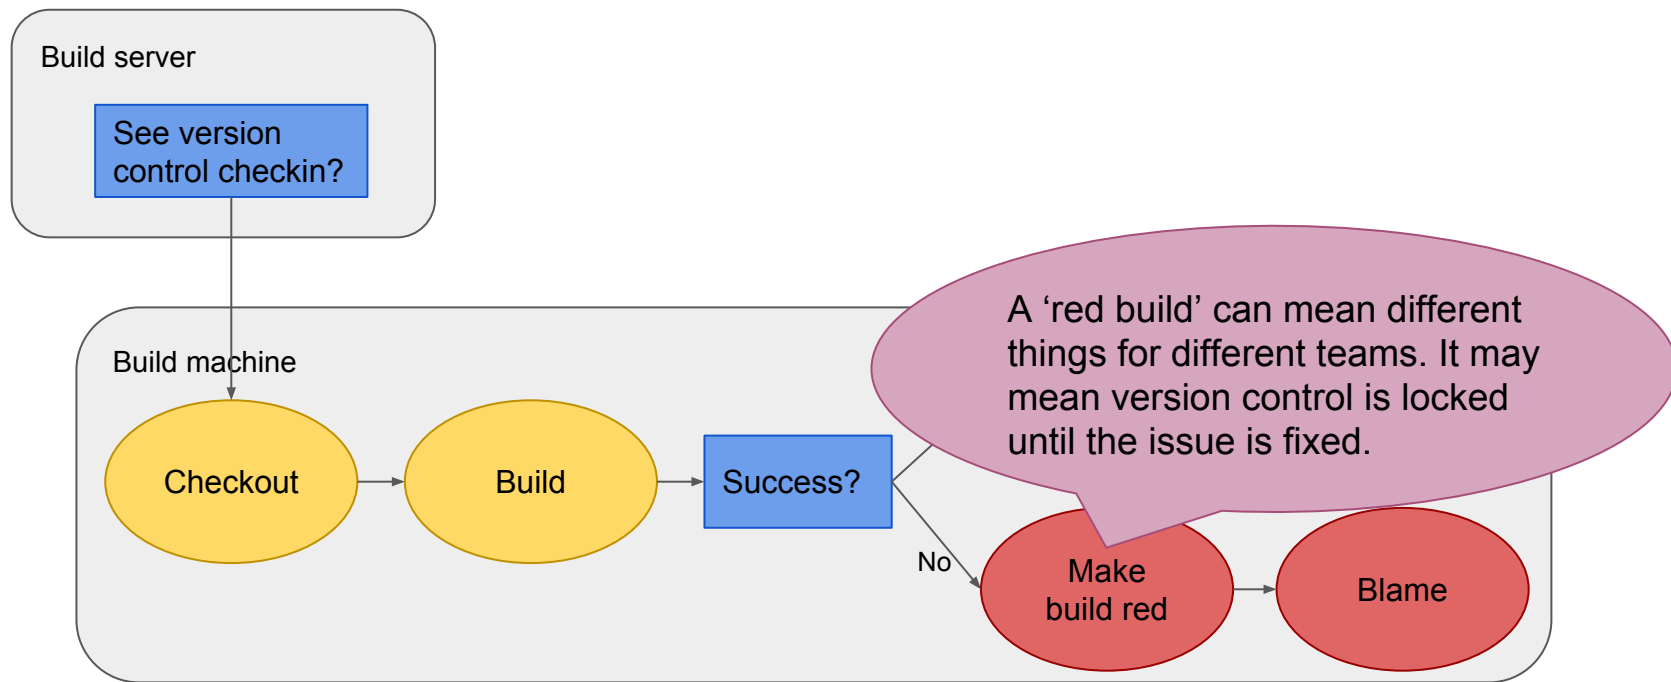 Build server
See version
control checkin?
Build machine
Checkout
Build
Success?
No
A ‘red build’ can mean different
things for different teams. It may
mean version control is locked
until the issue is fixed.
Make
build red
Blame